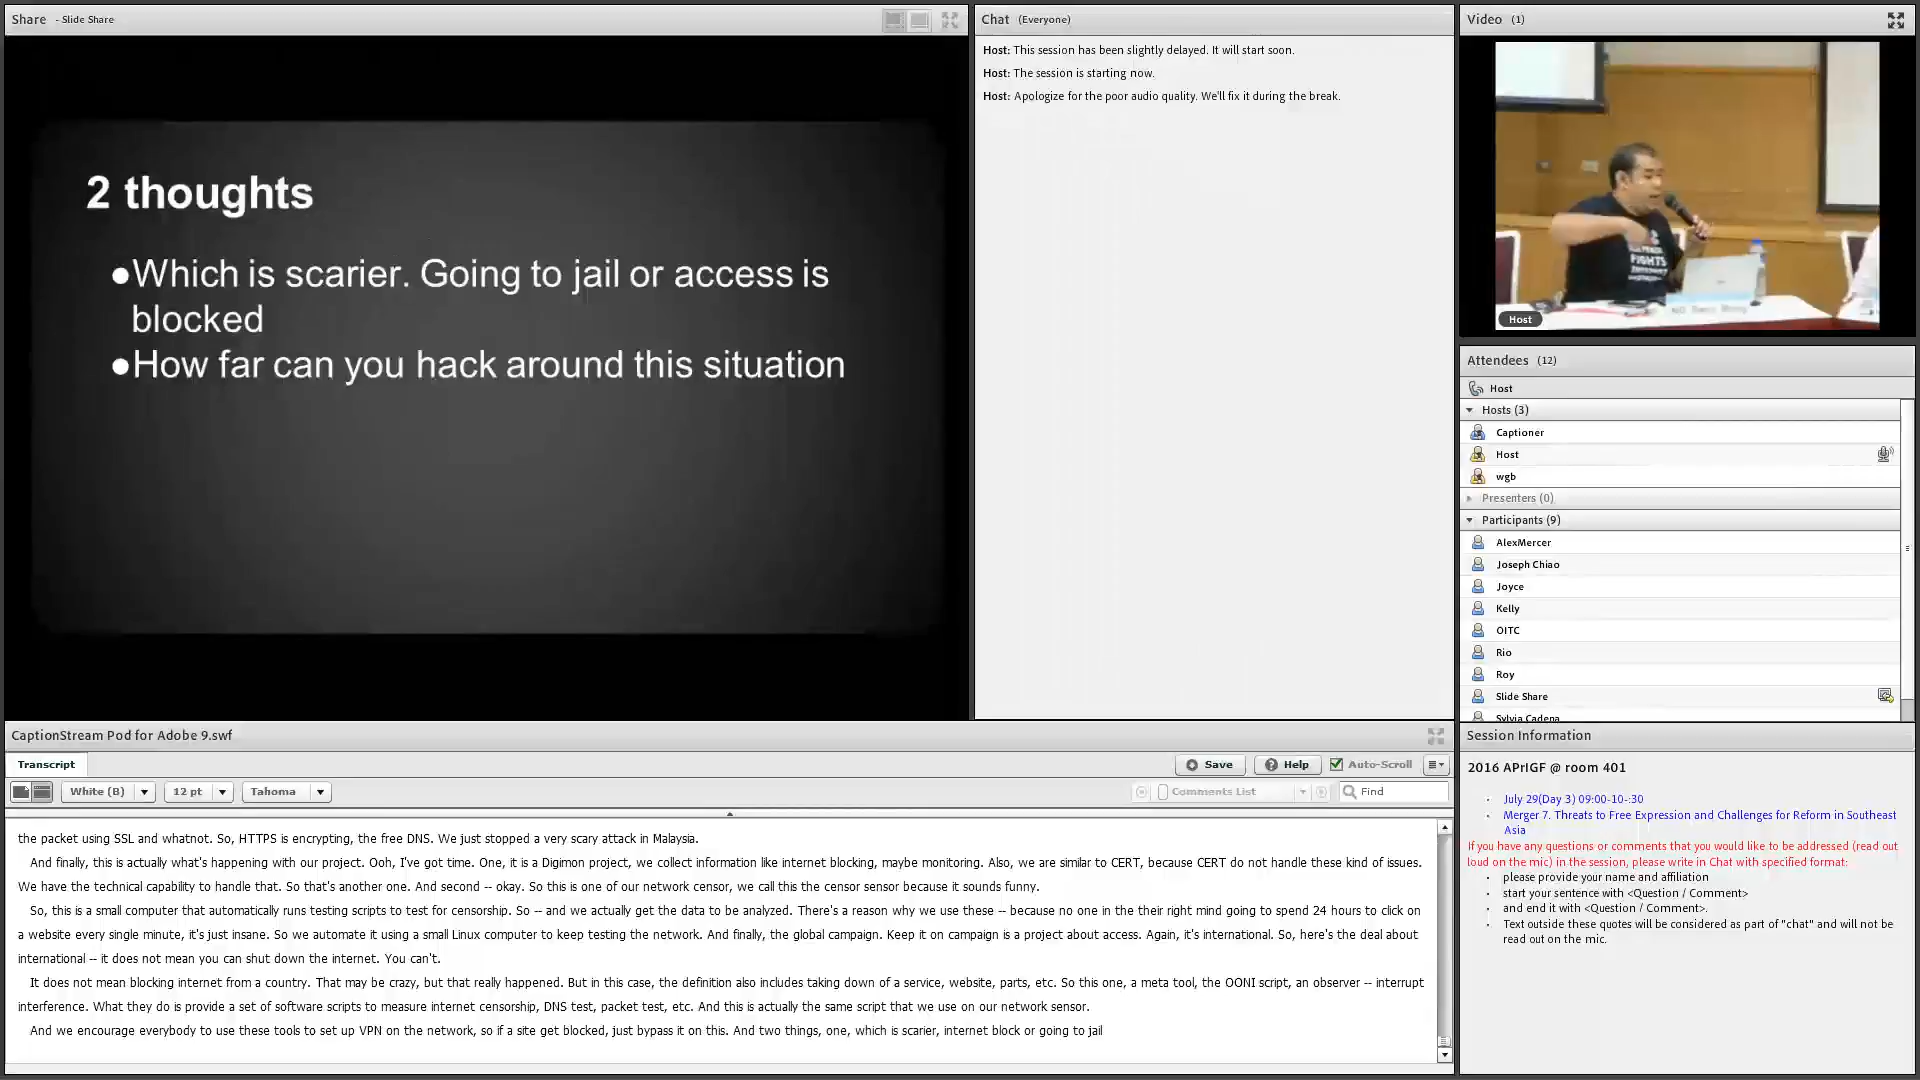 Share - Slide Share
2 thoughts
●Which is scarier. Going to jail or access is
blocked
●How far can you hack around this situation
Chat (Everyone)
Host: This session has been slightly delayed. It will start soon.
Host: The session is starting now.
Host: Apologize for the poor audio quality. We'll fix it during the break.
Video (1)
FIGHTS
Host
Attendees (12)
Host
Hosts (3)
Captioner
Host
wgb
Presenters (0)
Participants (9)
AlexMercer
Joseph Chiao
Joyce
Kelly
OITC
Rio
Roy
Slide Share
Sylvia Cadena
CaptionStream Pod for Adobe 9.swf
Transcript
Save
Help
Auto-Scroll
White (B)
12 pt
Tahoma
Comments List
Find
the packet using SSL and whatnot. So, HTTPS is encrypting, the free DNS. We just stopped a very scary attack in Malaysia.
And finally, this is actually what's happening with our project. Ooh, I've got time. One, it is a Digimon project, we collect information like internet blocking, maybe monitoring. Also, we are similar to CERT, because CERT do not handle these kind of issues.
We have the technical capability to handle that. So that's another one. And second -- okay. So this is one of our network censor, we call this the censor sensor because it sounds funny.
So, this is a small computer that automatically runs testing scripts to test for censorship. So -- and we actually get the data to be analyzed. There's a reason why we use these -- because no one in the their right mind going to spend 24 hours to click on
a website every single minute, it's just insane. So we automate it using a small Linux computer to keep testing the network. And finally, the global campaign. Keep it on campaign is a project about access. Again, it's international. So, here's the deal about
international -- it does not mean you can shut down the internet. You can't.
It does not mean blocking internet from a country. That may be crazy, but that really happened. But in this case, the definition also includes taking down of a service, website, parts, etc. So this one, a meta tool, the OONI script, an observer -- interrupt
interference. What they do is provide a set of software scripts to measure internet censorship, DNS test, packet test, etc. And this is actually the same script that we use on our network sensor.
And we encourage everybody to use these tools to set up VPN on the network, so if a site get blocked, just bypass it on this. And two things, one, which is scarier, internet block or going to jail
Session Information
2016 APrIGF @ room 401
July 29(Day 3) 09:00-10-:30
Merger 7. Threats to Free Expression and Challenges for Reform in Southeast
Asia
If you have any questions or comments that you would like to be addressed (read out
loud on the mic) in the session, please write in Chat with specified format:
please provide your name and affiliation
start your sentence with <Question / Comment>
and end it with <Question / Comment>.
Text outside these quotes will be considered as part of "chat" and will not be
read out on the mic.